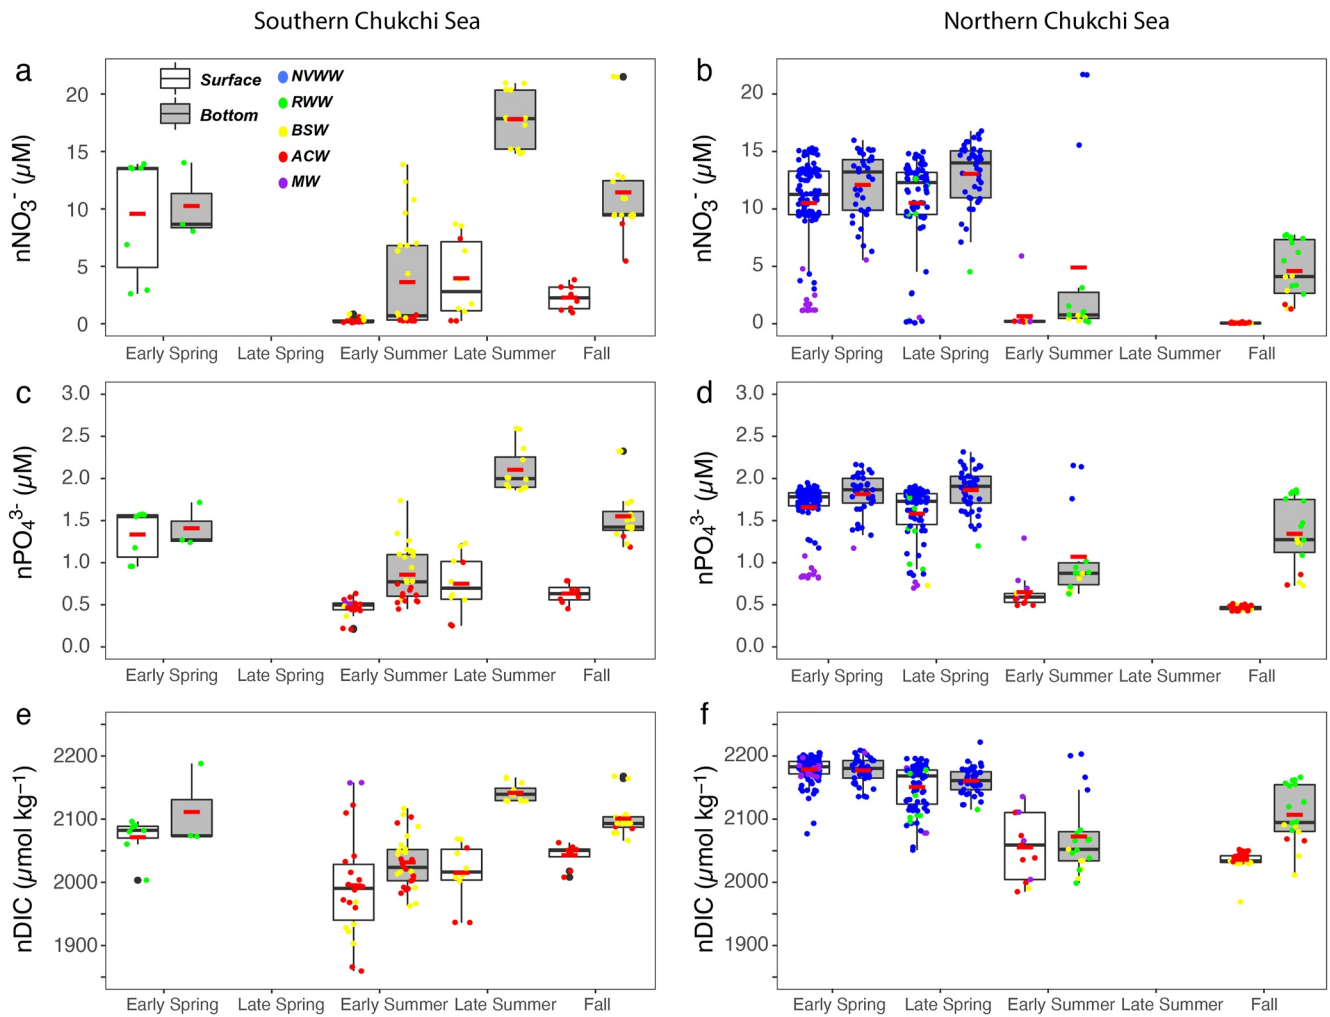 Southern Chukchi Sea
Northern Chukchi Sea
a
nNO3- (µM)
20
15
10
5
0
Surface
Bottom
NVWW
RWW
BSW
ACW
MW
Early Spring Late Spring Early Summer Late Summer Fall
b
nNO3- (µM)
20
15
10
5
0
Early Spring Late Spring Early Summer Late Summer Fall
c
nPO43- (µM)
3.0
2.5
2.0
1.5
1.0
0.5
0.0
Early Spring Late Spring Early Summer Late Summer Fall
d
nPO43- (µM)
3.0
2.5
2.0
1.5
1.0
0.5
0.0
Early Spring Late Spring Early Summer Late Summer Fall
e
nDIC (µmol kg−1)
2200
2100
2000
1900
Early Spring Late Spring Early Summer Late Summer Fall
f
nDIC (µmol kg−1)
2200
2100
2000
1900
Early Spring Late Spring Early Summer Late Summer Fall